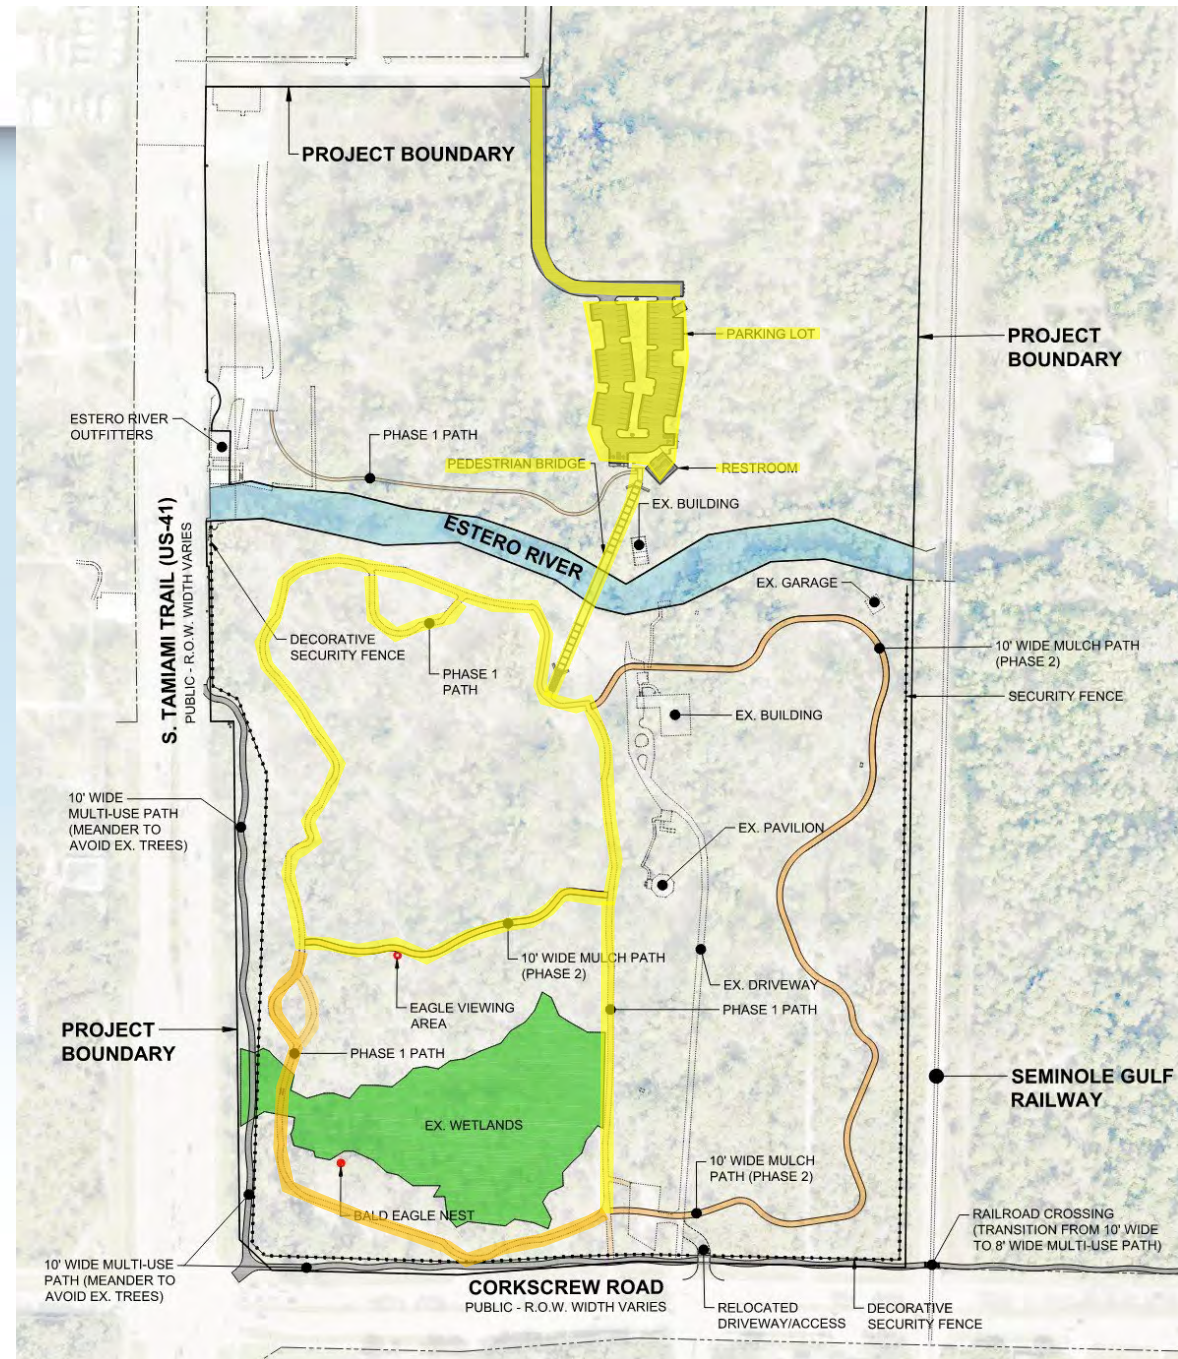 PROJECT BOUNDARY
PARKING LOT
PROJECT
BOUNDARY
ESTERO RIVER
OUTFITTERS
PHASE 1 PATH
PEDESTRIAN BRIDGE
RESTROOM
EX. BUILDING
ESTERO RIVER
S. TAMIAMI TRAIL (US-41)
PUBLIC - R.O.W. WIDTH VARIES
EX. GARAGE
DECORATIVE
SECURITY FENCE
PHASE 1
PATH
10' WIDE MULCH PATH
(PHASE 2)
SECURITY FENCE
EX. BUILDING
10' WIDE
MULTI-USE PATH
(MEANDER TO
AVOID EX. TREES)
EX. PAVILION
10' WIDE MULCH PATH
(PHASE 2)
EX. DRIVEWAY
EAGLE VIEWING
AREA
PHASE 1 PATH
PROJECT
BOUNDARY
PHASE 1 PATH
SEMINOLE GULF
RAILWAY
EX. WETLANDS
10' WIDE MULCH
PATH (PHASE 2)
BALD EAGLE NEST
RAILROAD CROSSING
(TRANSITION FROM 10' WIDE
TO 8' WIDE MULTI-USE PATH)
10' WIDE MULTI-USE
PATH (MEANDER TO
AVOID EX. TREES)
CORKSCREW ROAD
PUBLIC - R.O.W. WIDTH VARIES
RELOCATED
DRIVEWAY/ACCESS
DECORATIVE
SECURITY FENCE